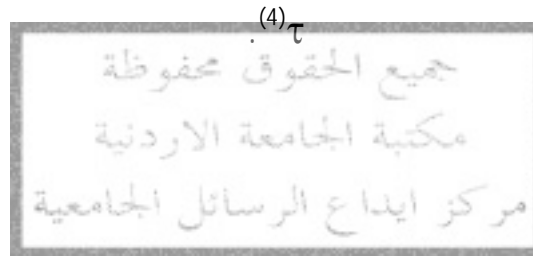 .⁽⁴⁾τ
جميع الحقوق محفوظة
مكتبة الجامعة الاردنية
مركز ايداع الرسائل الجامعية